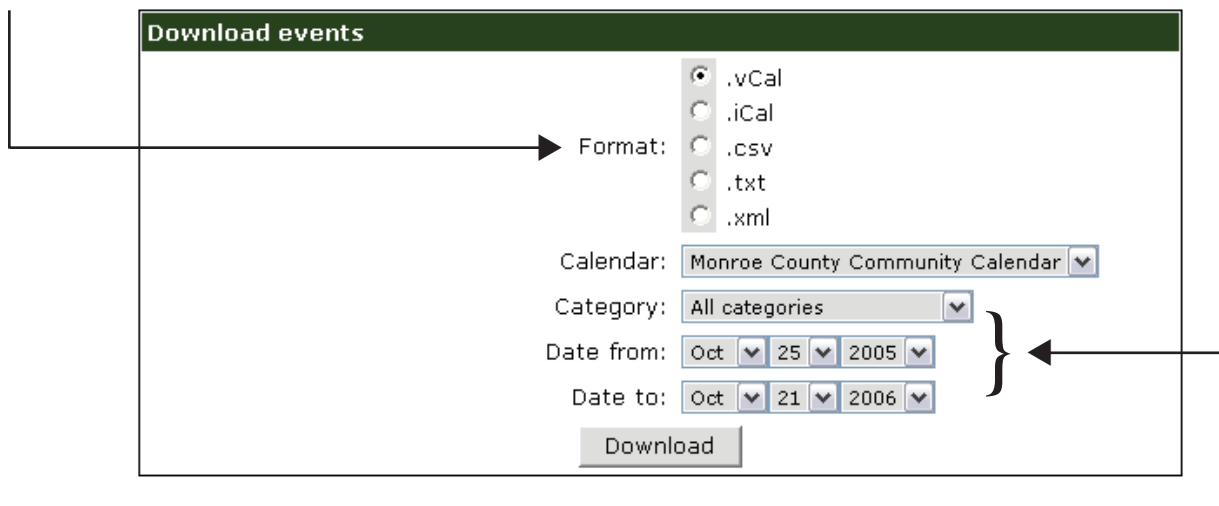 Download events
.vCal
.iCal
Format: .csv
.txt
.xml
Calendar: Monroe County Community Calendar
Category: All categories
Date from: Oct 25 2005
Date to: Oct 21 2006
Download